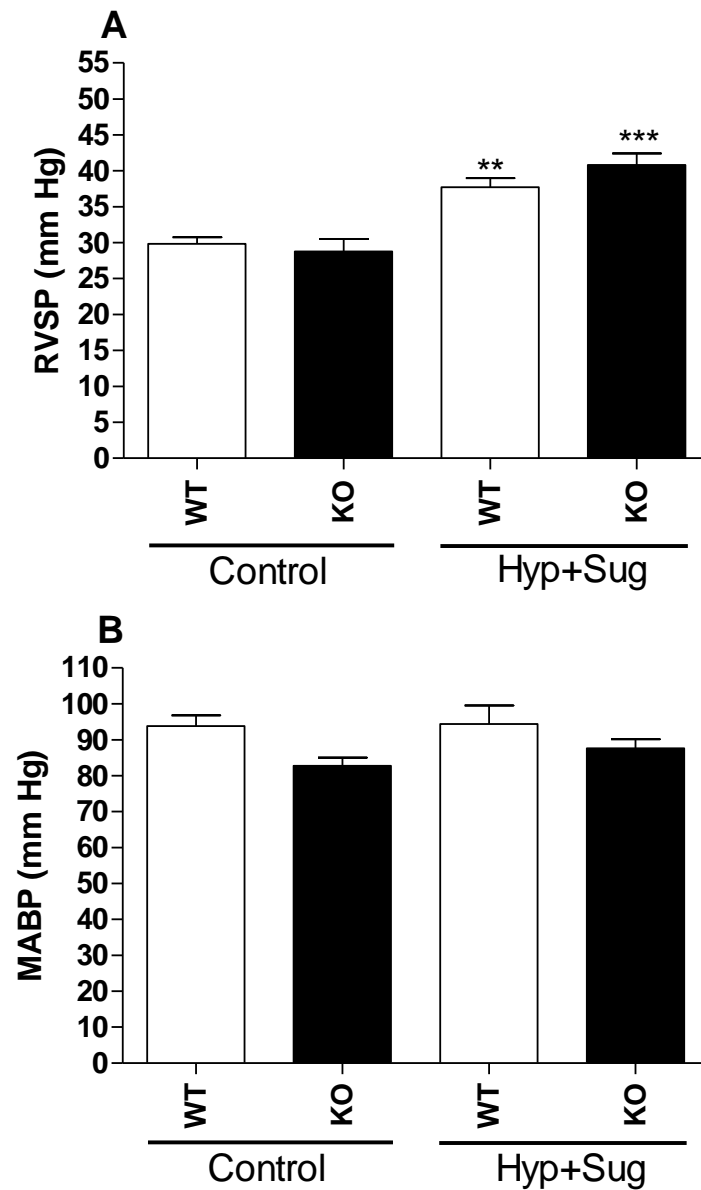 A
55
50
45
40
35
30
25
20
15
10
5
0
RVSP (mm Hg)
**
***
WT
KO
WT
KO
Control
Hyp+Sug
B
110
100
90
80
70
60
50
40
30
20
10
0
MABP (mm Hg)
WT
KO
WT
KO
Control
Hyp+Sug